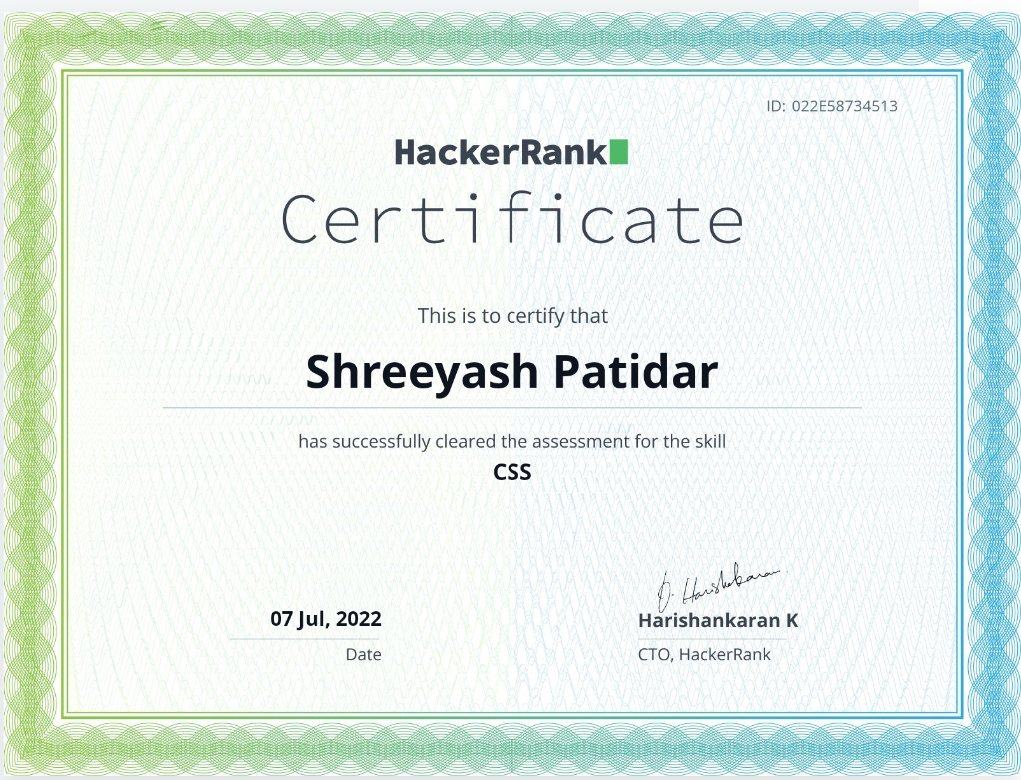 ID: 022E58734513
HackerRank
Certificate
This is to certify that
Shreeyash Patidar
has successfully cleared the assessment for the skill
CSS
07 Jul, 2022
Date
Harishankaran K
CTO, HackerRank